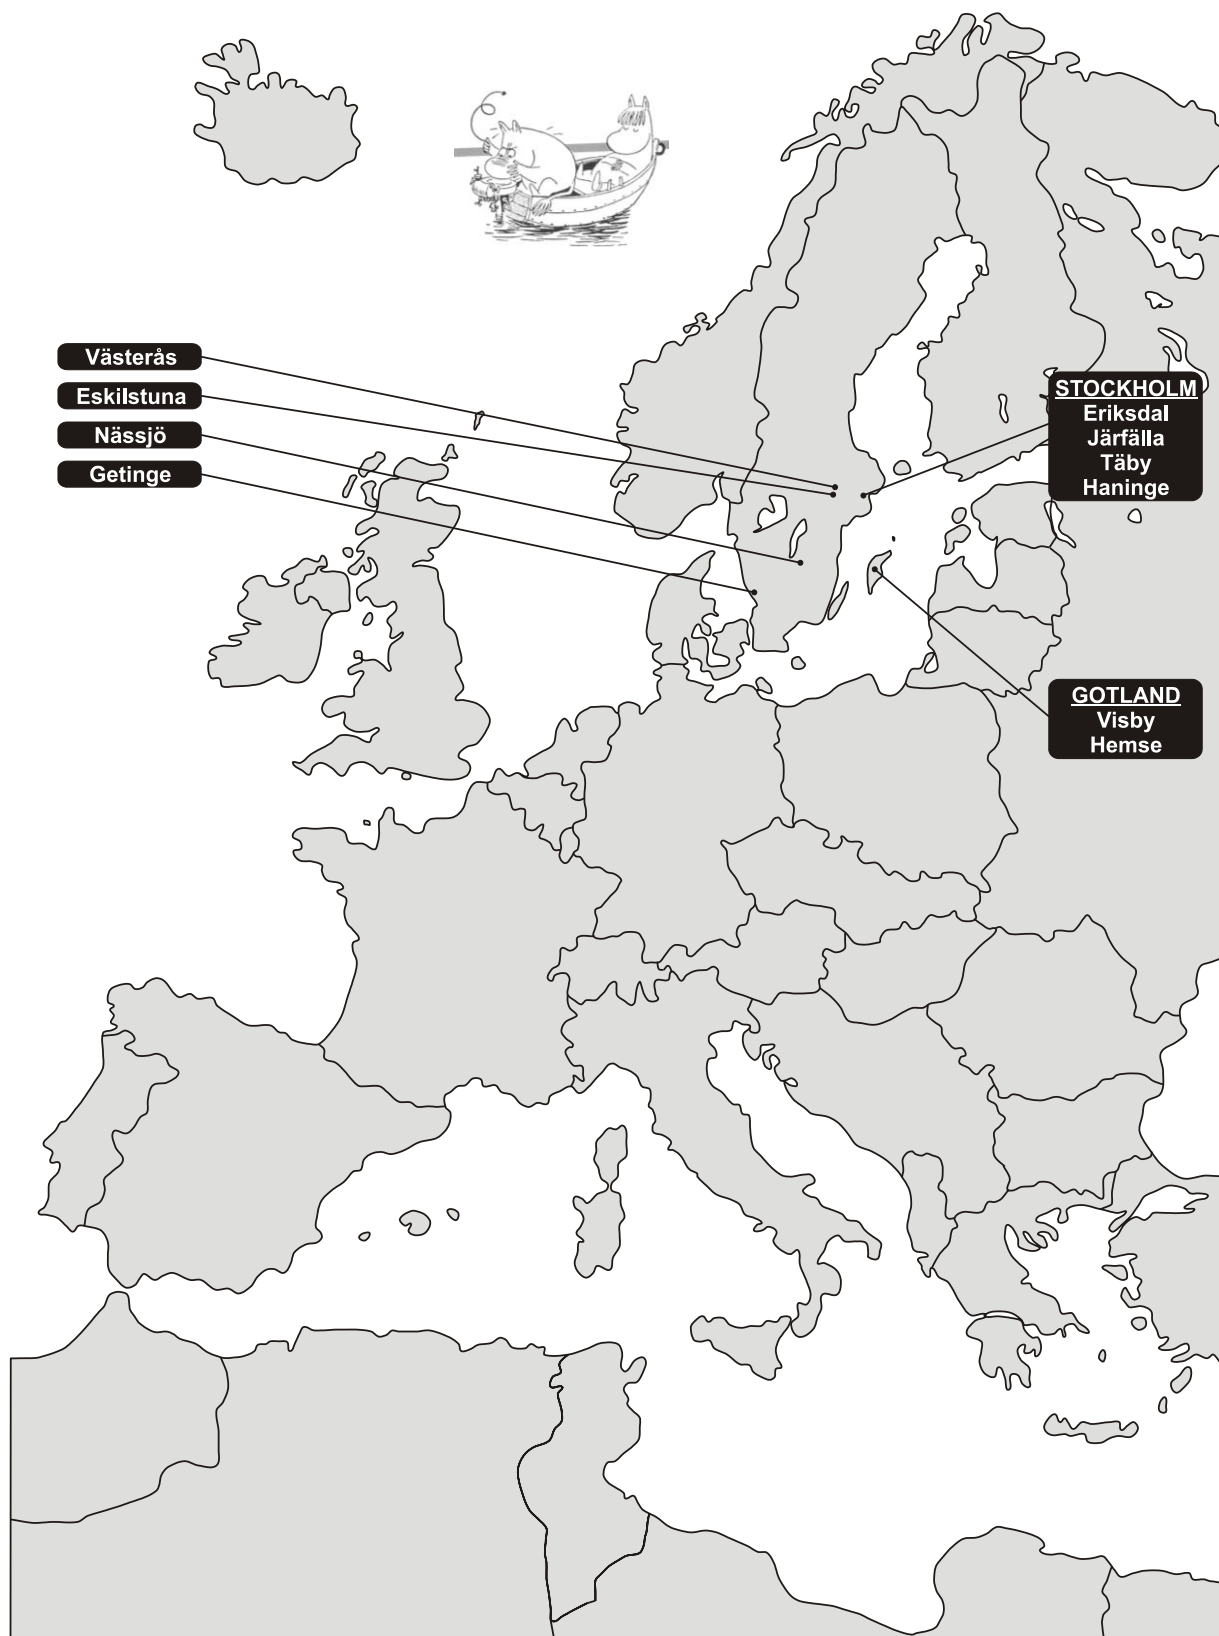 Västerås
Eskilstuna
Nässjö
Getinge
STOCKHOLM
Eriksdal
Järfälla
Täby
Haninge
GOTLAND
Visby
Hemse